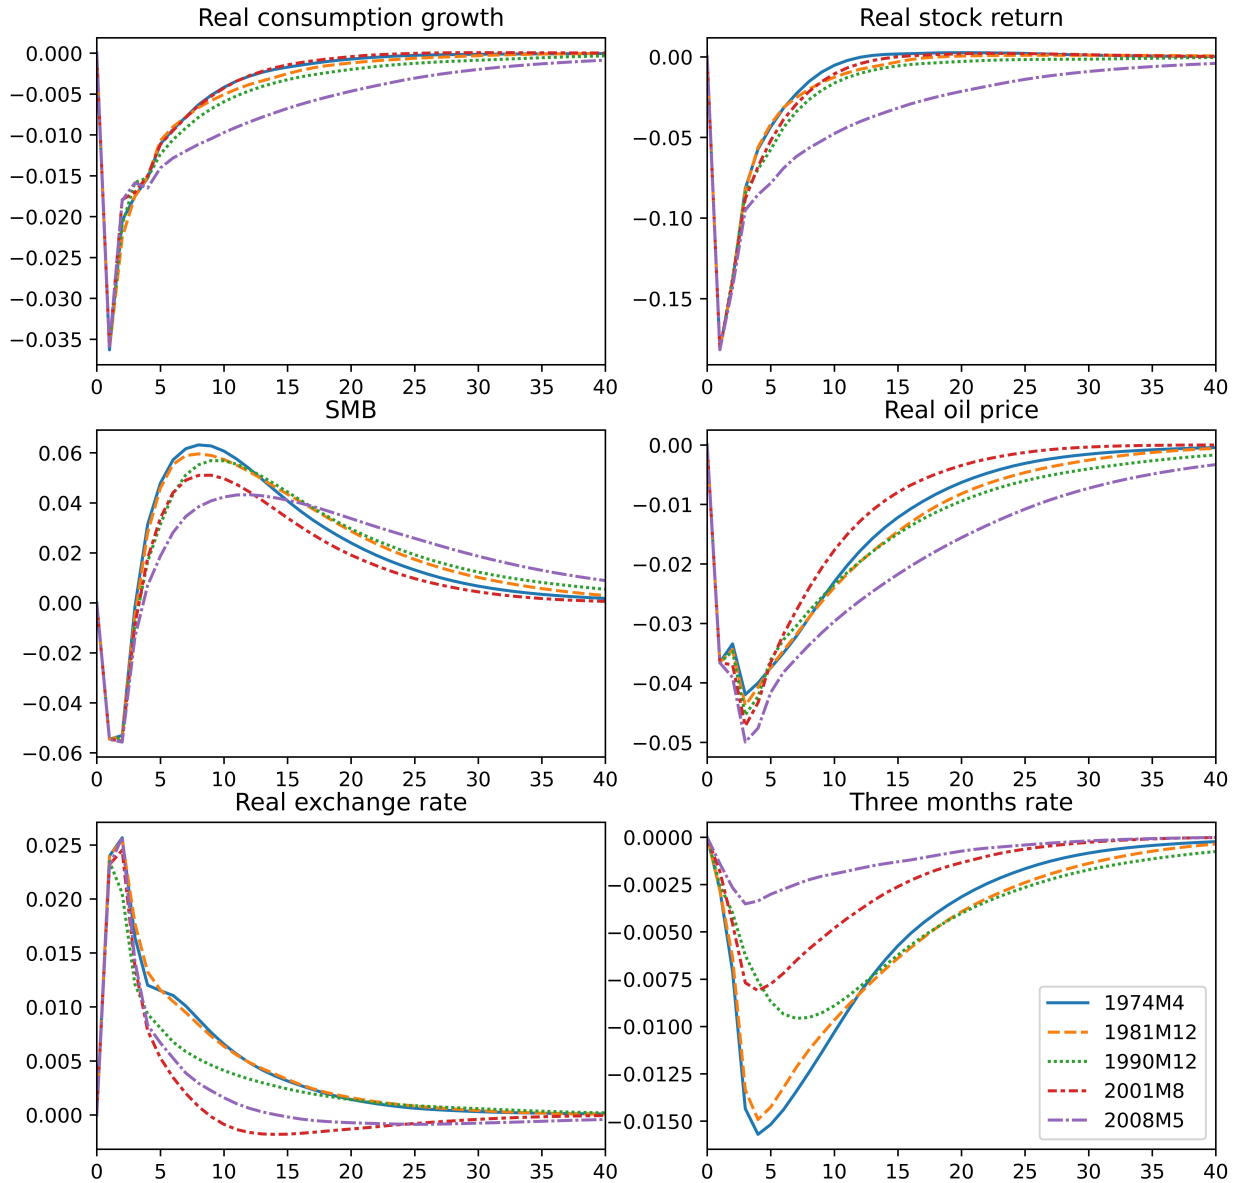 Real consumption growth
0.000
−0.005
−0.010
−0.015
−0.020
−0.025
−0.030
−0.035
0 5 10 15 20 25 30 35 40
Real stock return
0.00
−0.05
−0.10
−0.15
0 5 10 15 20 25 30 35 40
SMB
0.06
0.04
0.02
0.00
−0.02
−0.04
−0.06
0 5 10 15 20 25 30 35 40
Real oil price
0.00
−0.01
−0.02
−0.03
−0.04
−0.05
0 5 10 15 20 25 30 35 40
Real exchange rate
0.025
0.020
0.015
0.010
0.005
0.000
0 5 10 15 20 25 30 35 40
Three months rate
0.0000
−0.0025
−0.0050
−0.0075
−0.0100
−0.0125
−0.0150
0 5 10 15 20 25 30 35 40
1974M4
1981M12
1990M12
2001M8
2008M5